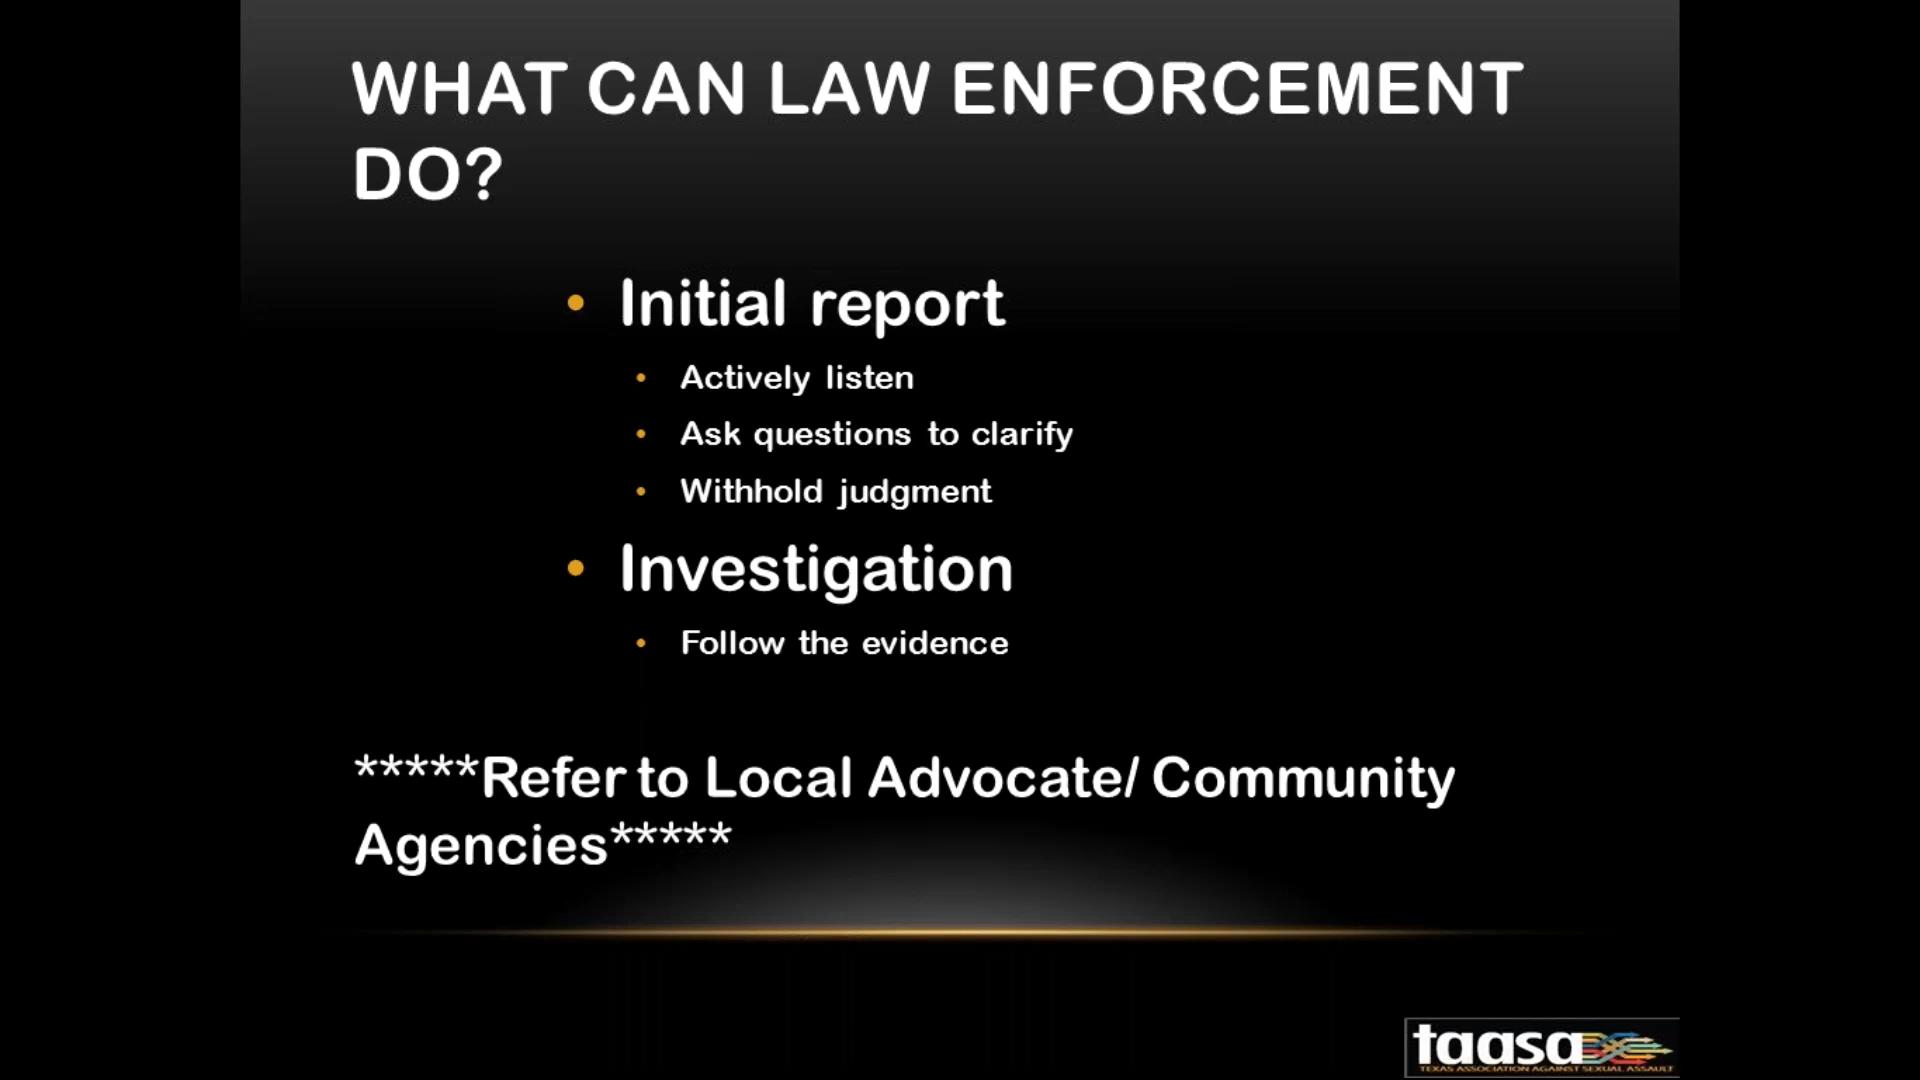 WHAT CAN LAW ENFORCEMENT
DO?
• Initial report
• Actively listen
• Ask questions to clarify
• Withhold judgment
• Investigation
• Follow the evidence
*****Refer to Local Advocate/ Community
Agencies*****
taasa
TEXAS ASSOCIATION AGAINST SEXUAL ASSAULT